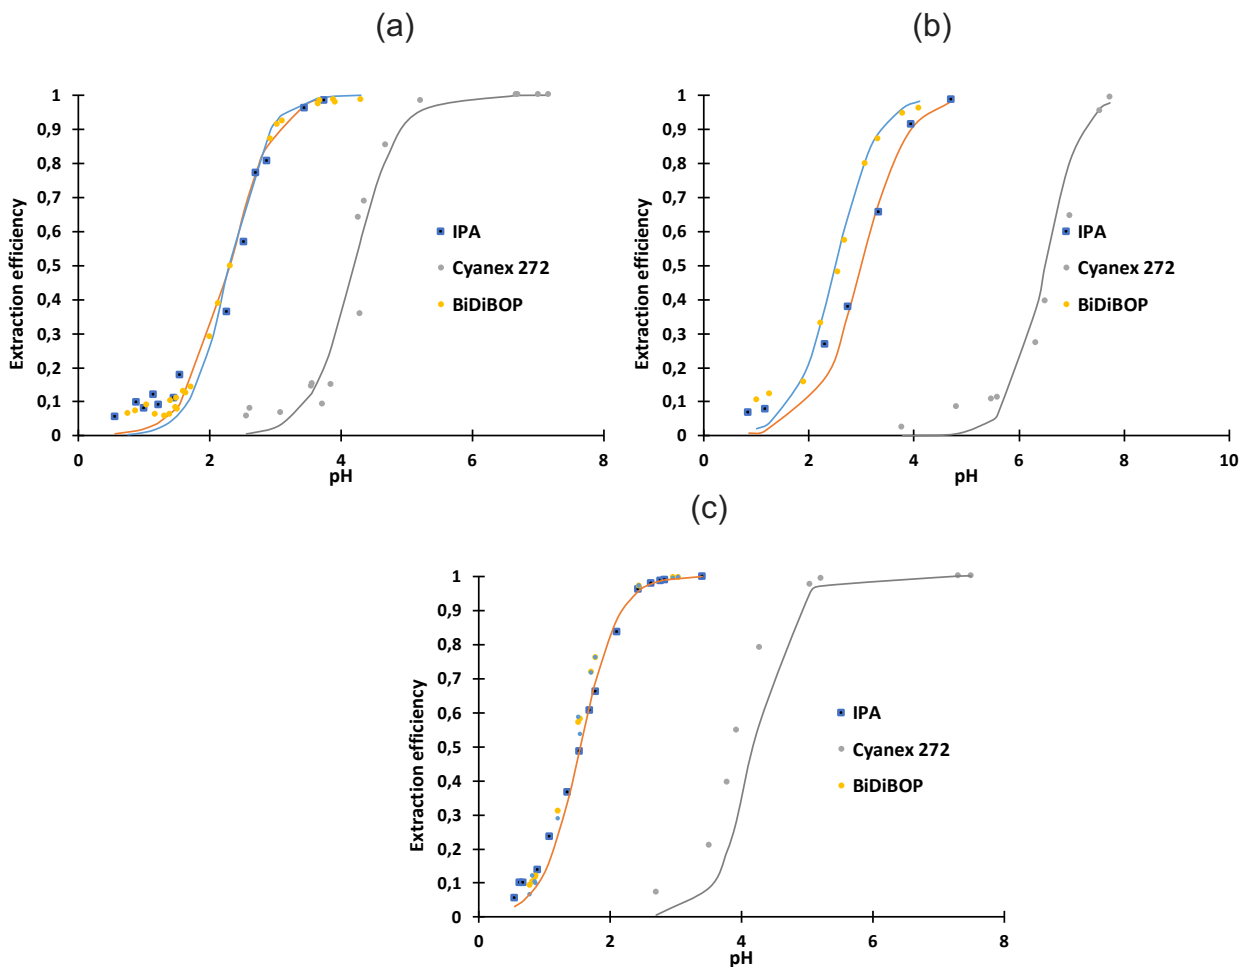 (a)
1
0,9
0,8
0,7
0,6
0,5
0,4
0,3
0,2
0,1
0
Extraction efficiency
0 2 4 6 8
pH
IPA
Cyanex 272
BiDiBOP
(b)
1
0,9
0,8
0,7
0,6
0,5
0,4
0,3
0,2
0,1
0
Extraction efficiency
0 2 4 6 8 10
pH
IPA
Cyanex 272
BiDiBOP
(c)
1
0,9
0,8
0,7
0,6
0,5
0,4
0,3
0,2
0,1
0
Extraction efficiency
0 2 4 6 8
pH
IPA
Cyanex 272
BiDiBOP